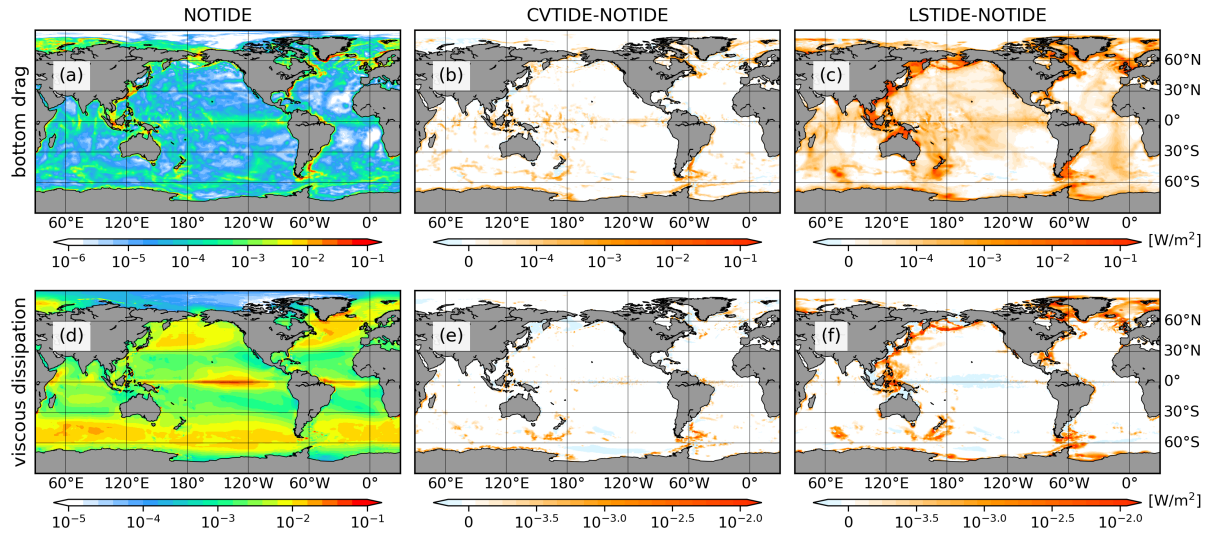 NOTIDE CVTIDE-NOTIDE LSTIDE-NOTIDE
bottom drag
(a) (b) (c)
60°N
30°N
0°
30°S
60°S
60°E 120°E 180° 120°W 60°W 0° 60°E 120°E 180° 120°W 60°W 0° 60°E 120°E 180° 120°W 60°W 0°
10⁻⁶ 10⁻⁵ 10⁻⁴ 10⁻³ 10⁻² 10⁻¹ 0 10⁻⁴ 10⁻³ 10⁻² 10⁻¹ 0 10⁻⁴ 10⁻³ 10⁻² 10⁻¹ [W/m²]
viscous dissipation
(d) (e) (f)
60°N
30°N
0°
30°S
60°S
60°E 120°E 180° 120°W 60°W 0° 60°E 120°E 180° 120°W 60°W 0° 60°E 120°E 180° 120°W 60°W 0°
10⁻⁵ 10⁻⁴ 10⁻³ 10⁻² 10⁻¹ 0 10⁻³·⁵ 10⁻³·⁰ 10⁻²·⁵ 10⁻²·⁰ 0 10⁻³·⁵ 10⁻³·⁰ 10⁻²·⁵ 10⁻²·⁰ [W/m²]